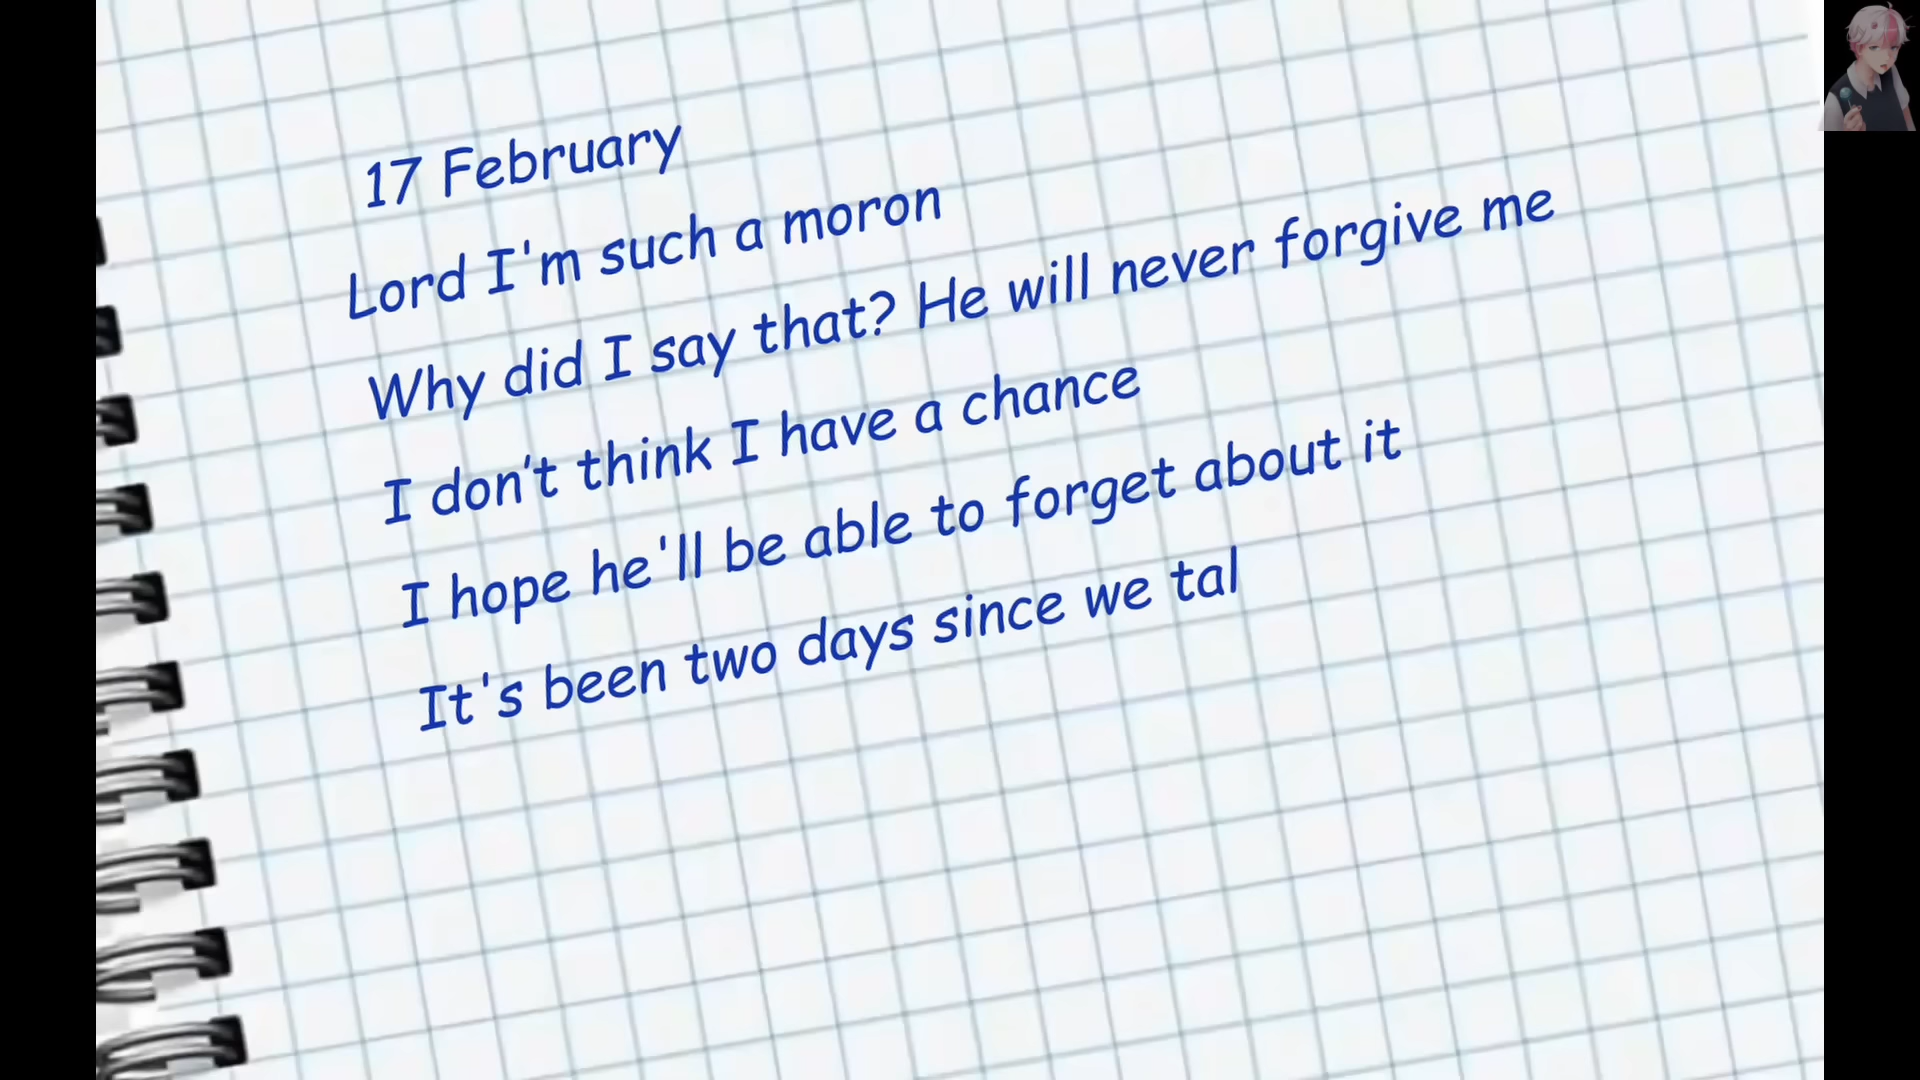 17 February
Lord I'm such a moron
Why did I say that? He will never forgive me
I don't think I have a chance
I hope he'll be able to forget about it
It's been two days since we tal